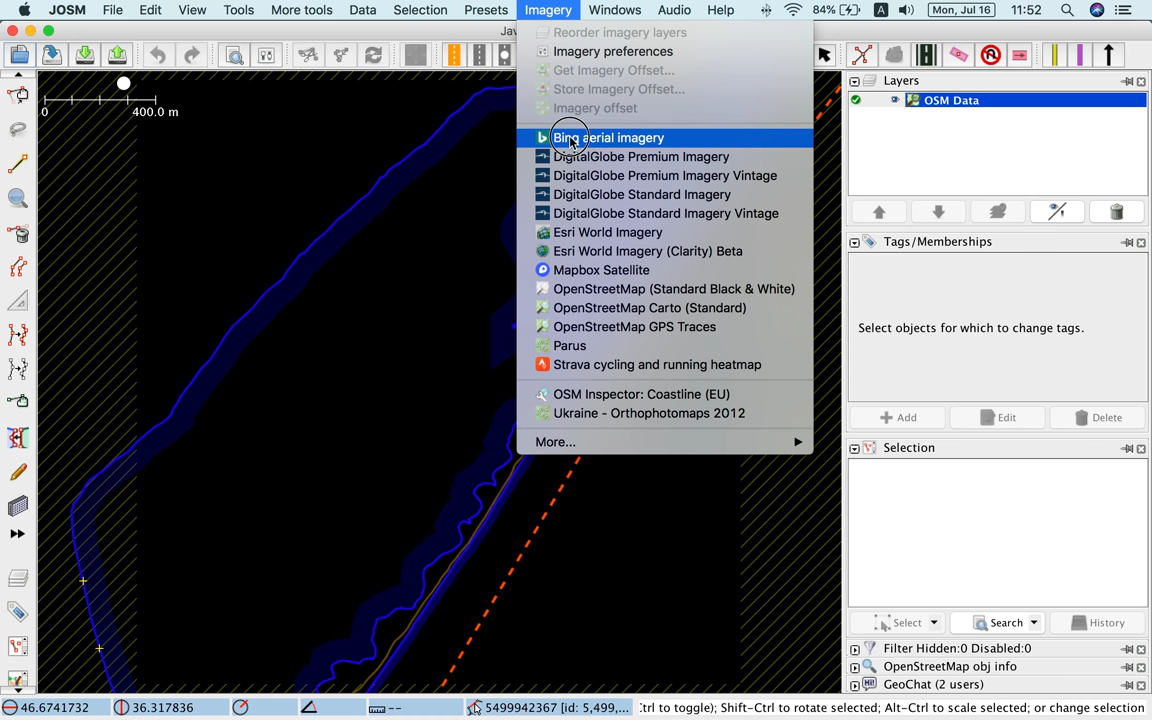 JOSM File Edit View Tools More tools Data Selection Presets Imagery Windows Audio Help 84% A Mon, Jul 16 11:52
Jav
0 400.0 m
Reorder imagery layers
Imagery preferences
Get Imagery Offset...
Store Imagery Offset...
Imagery offset
Bing aerial imagery
DigitalGlobe Premium Imagery
DigitalGlobe Premium Imagery Vintage
DigitalGlobe Standard Imagery
DigitalGlobe Standard Imagery Vintage
Esri World Imagery
Esri World Imagery (Clarity) Beta
Mapbox Satellite
OpenStreetMap (Standard Black & White)
OpenStreetMap Carto (Standard)
OpenStreetMap GPS Traces
Parus
Strava cycling and running heatmap
OSM Inspector: Coastline (EU)
Ukraine - Orthophotomaps 2012
More...
Layers
OSM Data
Tags/Memberships
Select objects for which to change tags.
Add Edit Delete
Selection
Select Search History
Filter Hidden:0 Disabled:0
OpenStreetMap obj info
GeoChat (2 users)
46.6741732 36.317836 -- 5499942367 [id: 5,499,... Ctrl to toggle); Shift-Ctrl to rotate selected; Alt-Ctrl to scale selected; or change selection